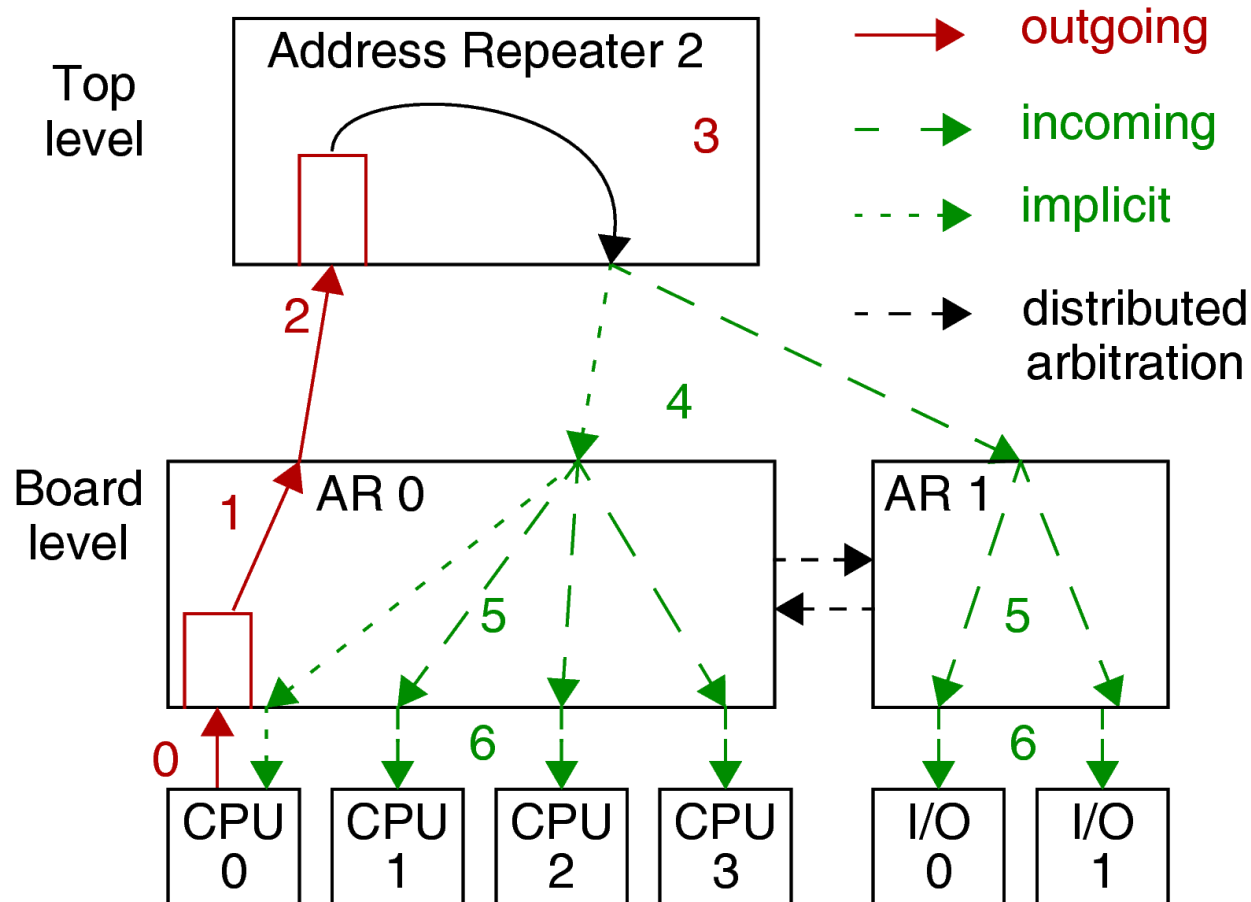 Address Repeater 2
outgoing
Top
level
3
incoming
implicit
2
distributed
arbitration
4
Board
level
1
AR 0
AR 1
5
5
0
6
6
CPU
0
CPU
1
CPU
2
CPU
3
I/O
0
I/O
1